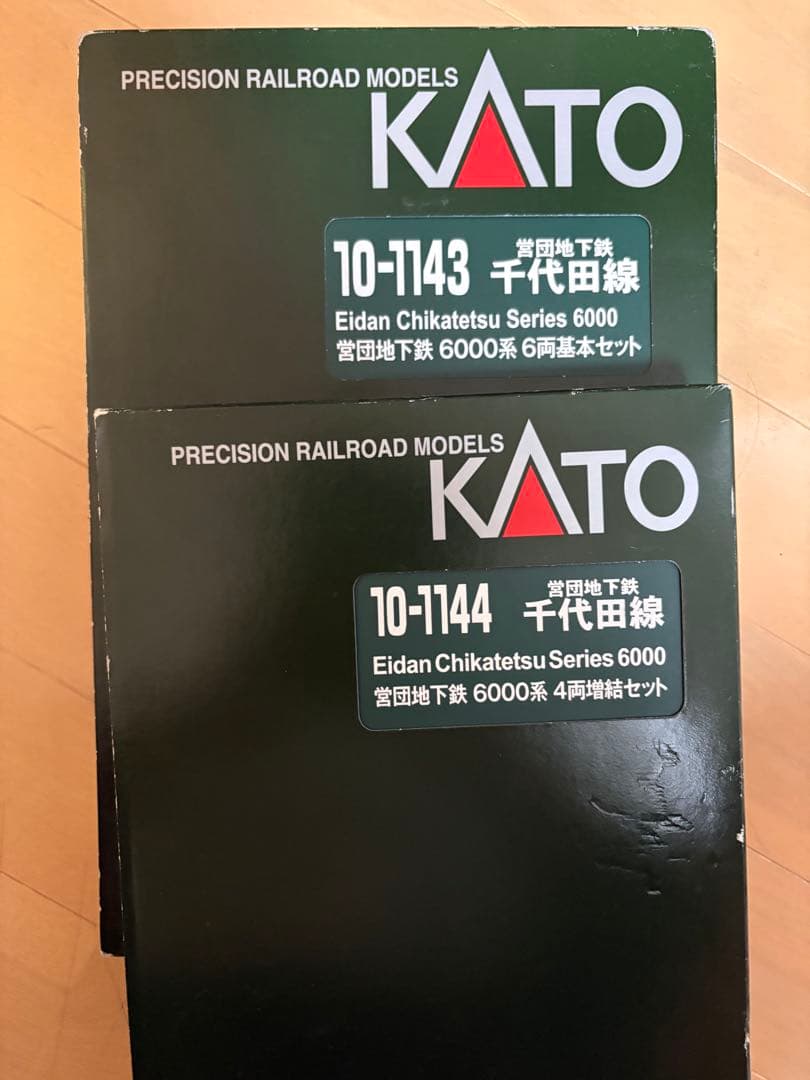 PRECISION RAILROAD MODELS
KATO
10-1143 営団地下鉄
千代田線
Eidan Chikatetsu Series 6000
営団地下鉄 6000系 6両基本セット
PRECISION RAILROAD MODELS
KATO
10-1144 営団地下鉄
千代田線
Eidan Chikatetsu Series 6000
営団地下鉄 6000系 4両増結セット